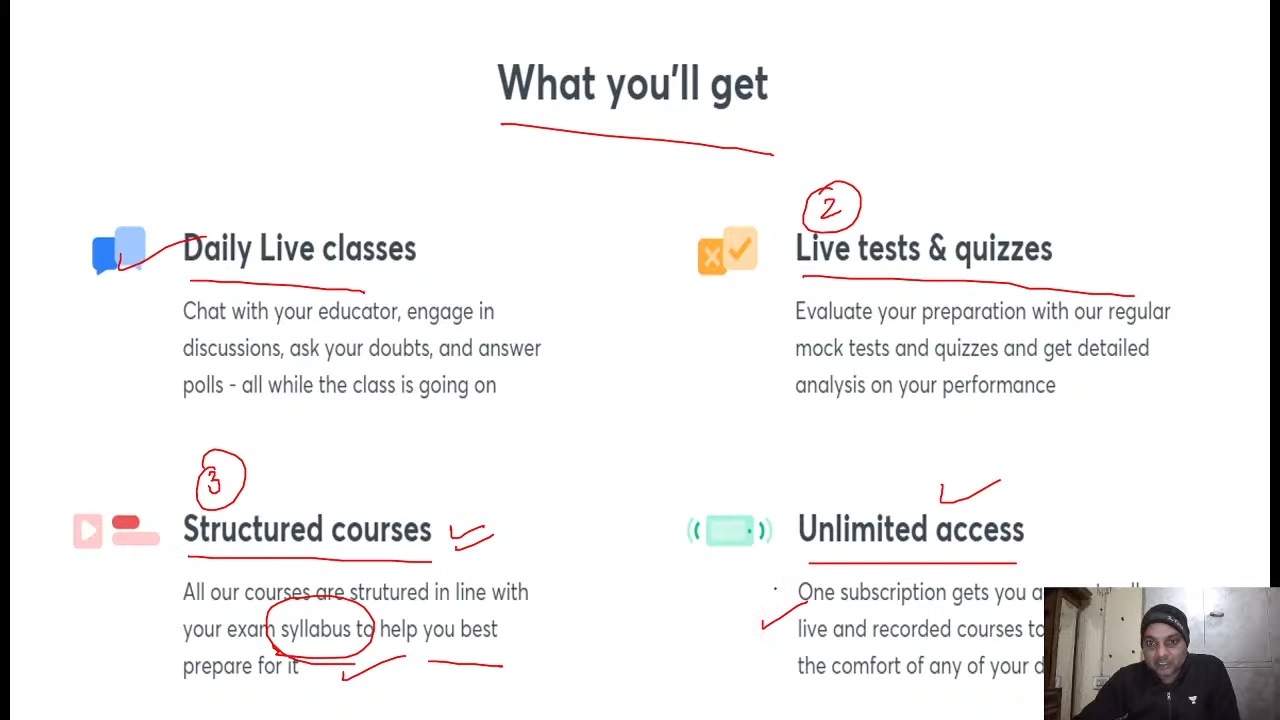 What you'll get
Daily Live classes
Chat with your educator, engage in
discussions, ask your doubts, and answer
polls - all while the class is going on
2
Live tests & quizzes
Evaluate your preparation with our regular
mock tests and quizzes and get detailed
analysis on your performance
3
Structured courses
All our courses are strutured in line with
your exam syllabus to help you best
prepare for it
Unlimited access
One subscription gets you
live and recorded courses
the comfort of any of your